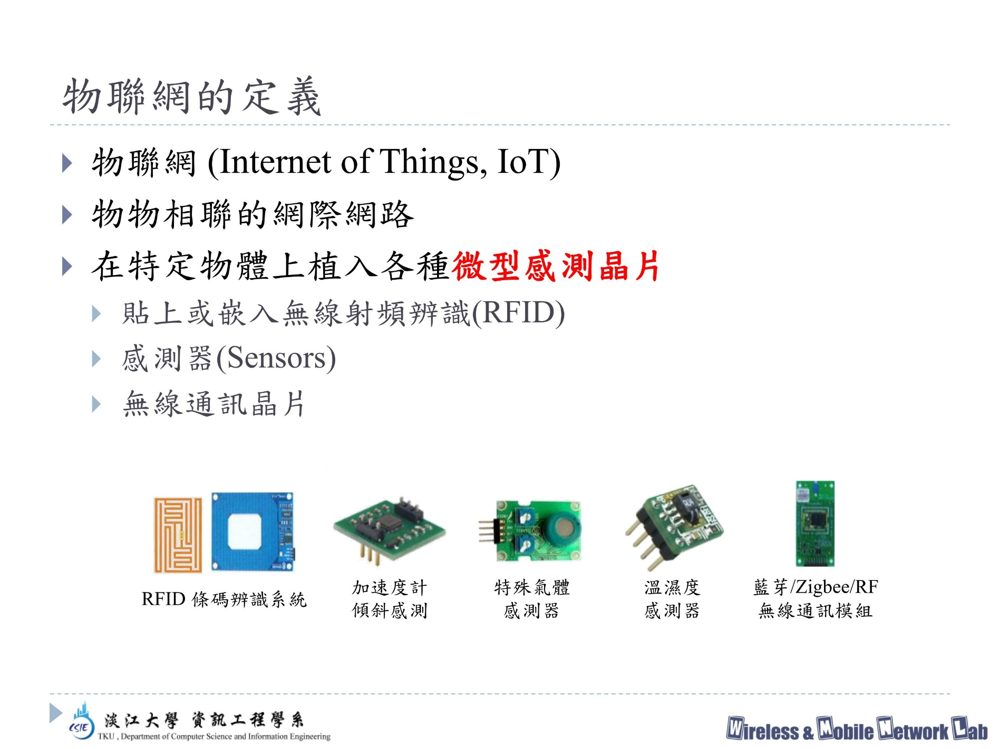 物聯網的定義
物聯網 (Internet of Things, IoT)
物物相聯的網際網路
在特定物體上植入各種微型感測晶片
貼上或嵌入無線射頻辨識(RFID)
感測器(Sensors)
無線通訊晶片
RFID 條碼辨識系統
加速度計
傾斜感測
特殊氣體
感測器
溫濕度
感測器
藍芽/Zigbee/RF
無線通訊模組
CSIE
淡江大學 資訊工程學系
TKU , Department of Computer Science and Information Engineering
Wireless & Mobile Network Lab